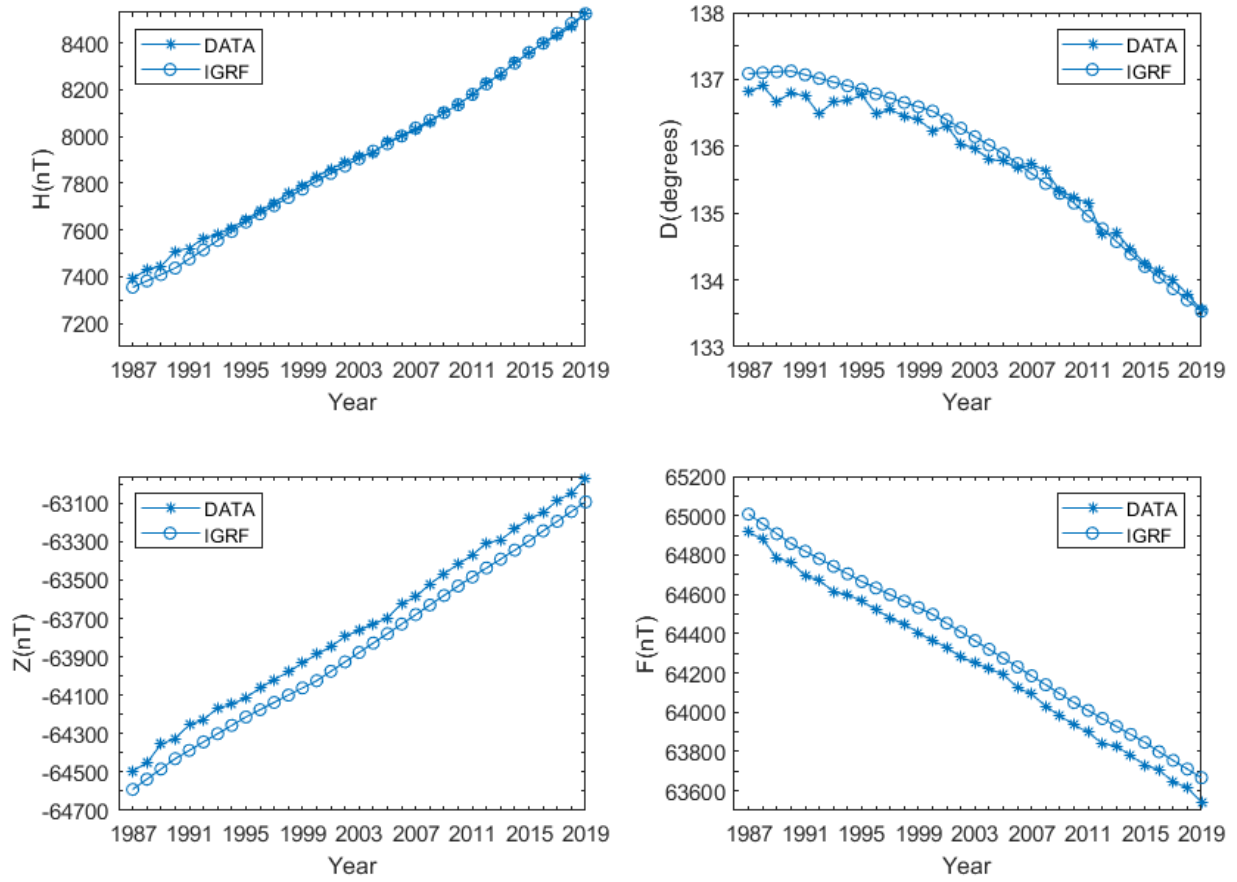 H(nT)
8400
8200
8000
7800
7600
7400
7200
DATA
IGRF
1987 1991 1995 1999 2003 2007 2011 2015 2019
Year
D(degrees)
138
137
136
135
134
133
DATA
IGRF
1987 1991 1995 1999 2003 2007 2011 2015 2019
Year
Z(nT)
-63100
-63300
-63500
-63700
-63900
-64100
-64300
-64500
-64700
DATA
IGRF
1987 1991 1995 1999 2003 2007 2011 2015 2019
Year
F(nT)
65200
65000
64800
64600
64400
64200
64000
63800
63600
DATA
IGRF
1987 1991 1995 1999 2003 2007 2011 2015 2019
Year